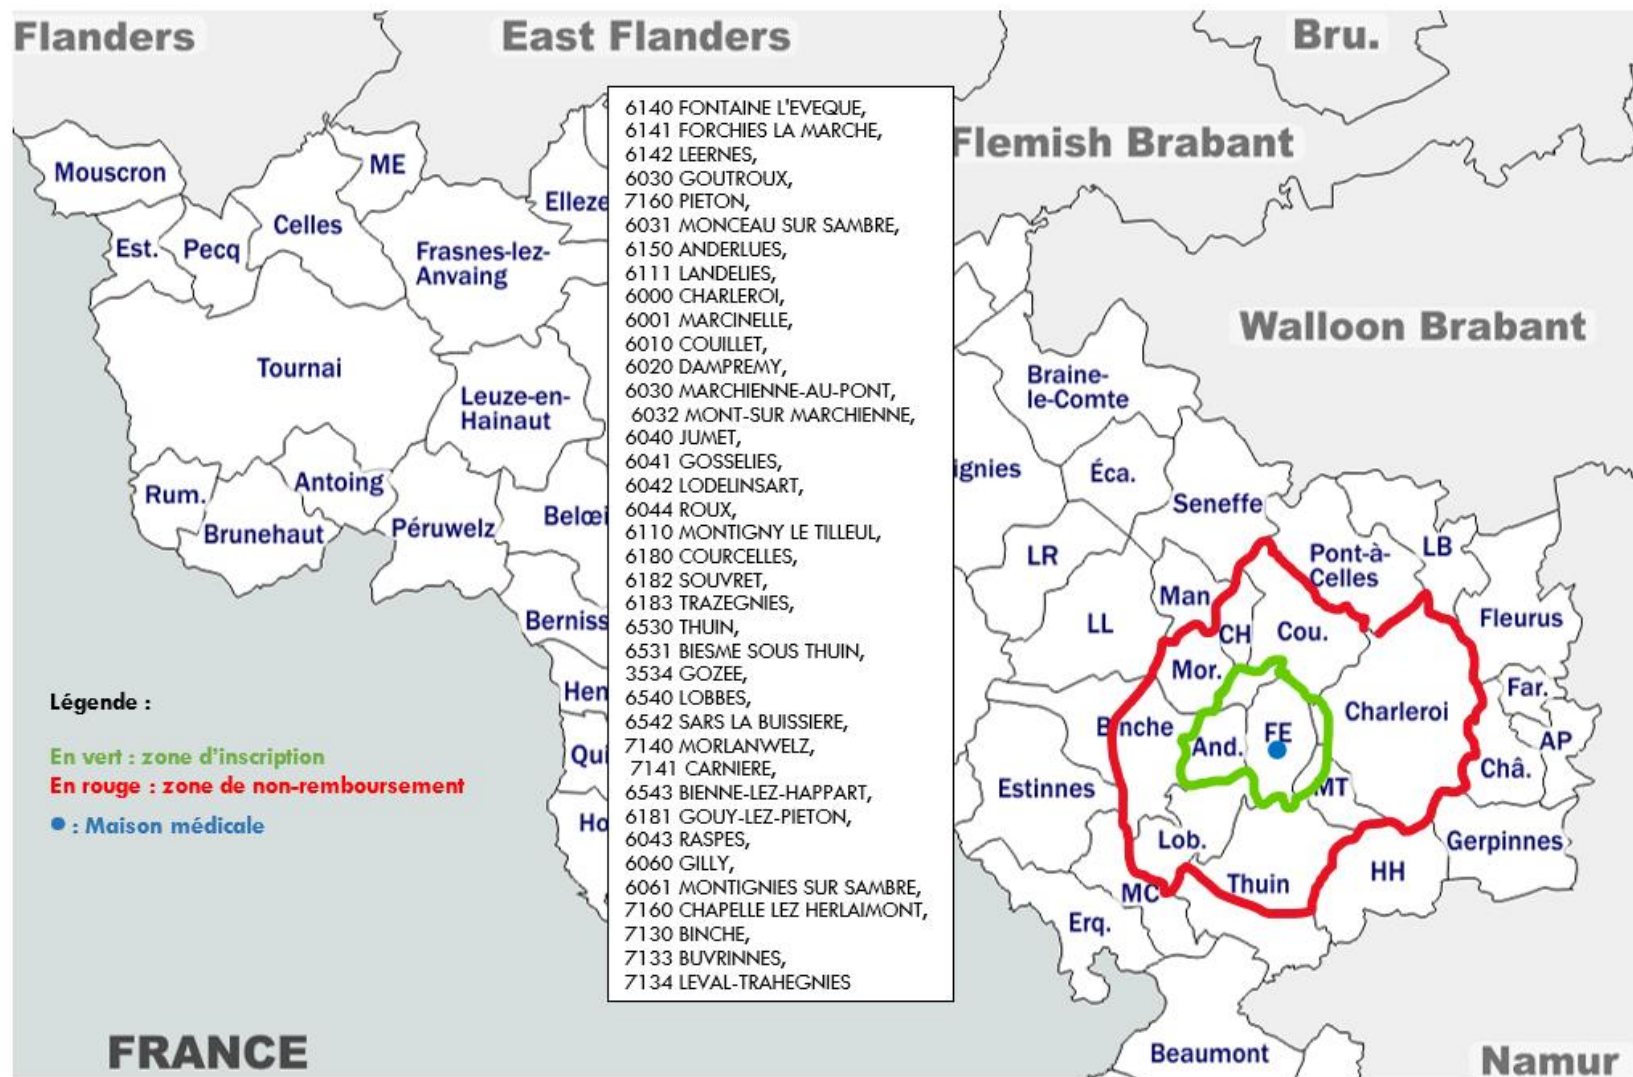 Flanders
East Flanders
Bru.
Flemish Brabant
Walloon Brabant
Mouscron
ME
Elleze
Est.
Pecq
Celles
Frasnes-lez-
Anvaing
Tournai
Leuze-en-
Hainaut
Rum.
Antoing
Brunehaut
Péruwelz
Belœi
Berniss
Hen
Qui
Ho
6140 FONTAINE L'EVEQUE,
6141 FORCHIES LA MARCHE,
6142 LEERNES,
6030 GOUTROUX,
7160 PIETON,
6031 MONCEAU SUR SAMBRE,
6150 ANDERLUES,
6111 LANDELIES,
6000 CHARLEROI,
6001 MARCINELLE,
6010 COUILLET,
6020 DAMPREMY,
6030 MARCHIENNE-AU-PONT,
6032 MONT-SUR MARCHIENNE,
6040 JUMET,
6041 GOSSELIES,
6042 LODELINSART,
6044 ROUX,
6110 MONTIGNY LE TILLEUL,
6180 COURCELLES,
6182 SOUVRET,
6183 TRAZEGNIES,
6530 THUIN,
6531 BIESME SOUS THUIN,
3534 GOZEE,
6540 LOBBES,
6542 SARS LA BUISSIERE,
7140 MORLANWELZ,
7141 CARNIERE,
6543 BIENNE-LEZ-HAPPART,
6181 GOUY-LEZ-PIETON,
6043 RASPES,
6060 GILLY,
6061 MONTIGNIES SUR SAMBRE,
7160 CHAPELLE LEZ HERLAIMONT,
7130 BINCHE,
7133 BUVRINNES,
7134 LEVAL-TRAHEGNIES
Braine-
le-Comte
ignies
Éca.
Seneffe
LR
Pont-à-
Celles
LB
Man
LL
CH
Cou.
Fleurus
Mor.
Far.
Binche
And.
FE
Charleroi
AP
Châ.
Estinnes
MT
Lob.
Gerpinnes
MC
Thuin
HH
Erq.
Beaumont
Namur
Légende :
En vert : zone d'inscription
En rouge : zone de non-remboursement
: Maison médicale
FRANCE